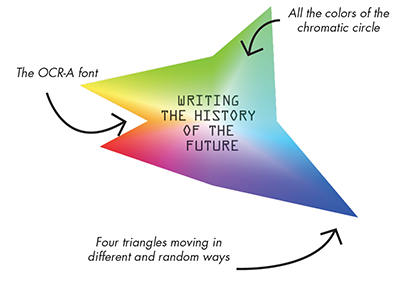 All the colors of the
chromatic circle
The OCR-A font
WRITING
THE HISTORY
OF THE
FUTURE
Four triangles moving in
different and random ways